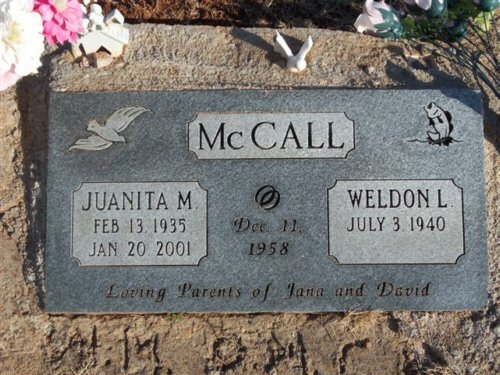 McCALL
JUANITA M.
FEB 13. 1935
JAN 20. 2001
Dec. 11,
1958
WELDON L.
JULY 3. 1940
Loving Parents of Jana and David